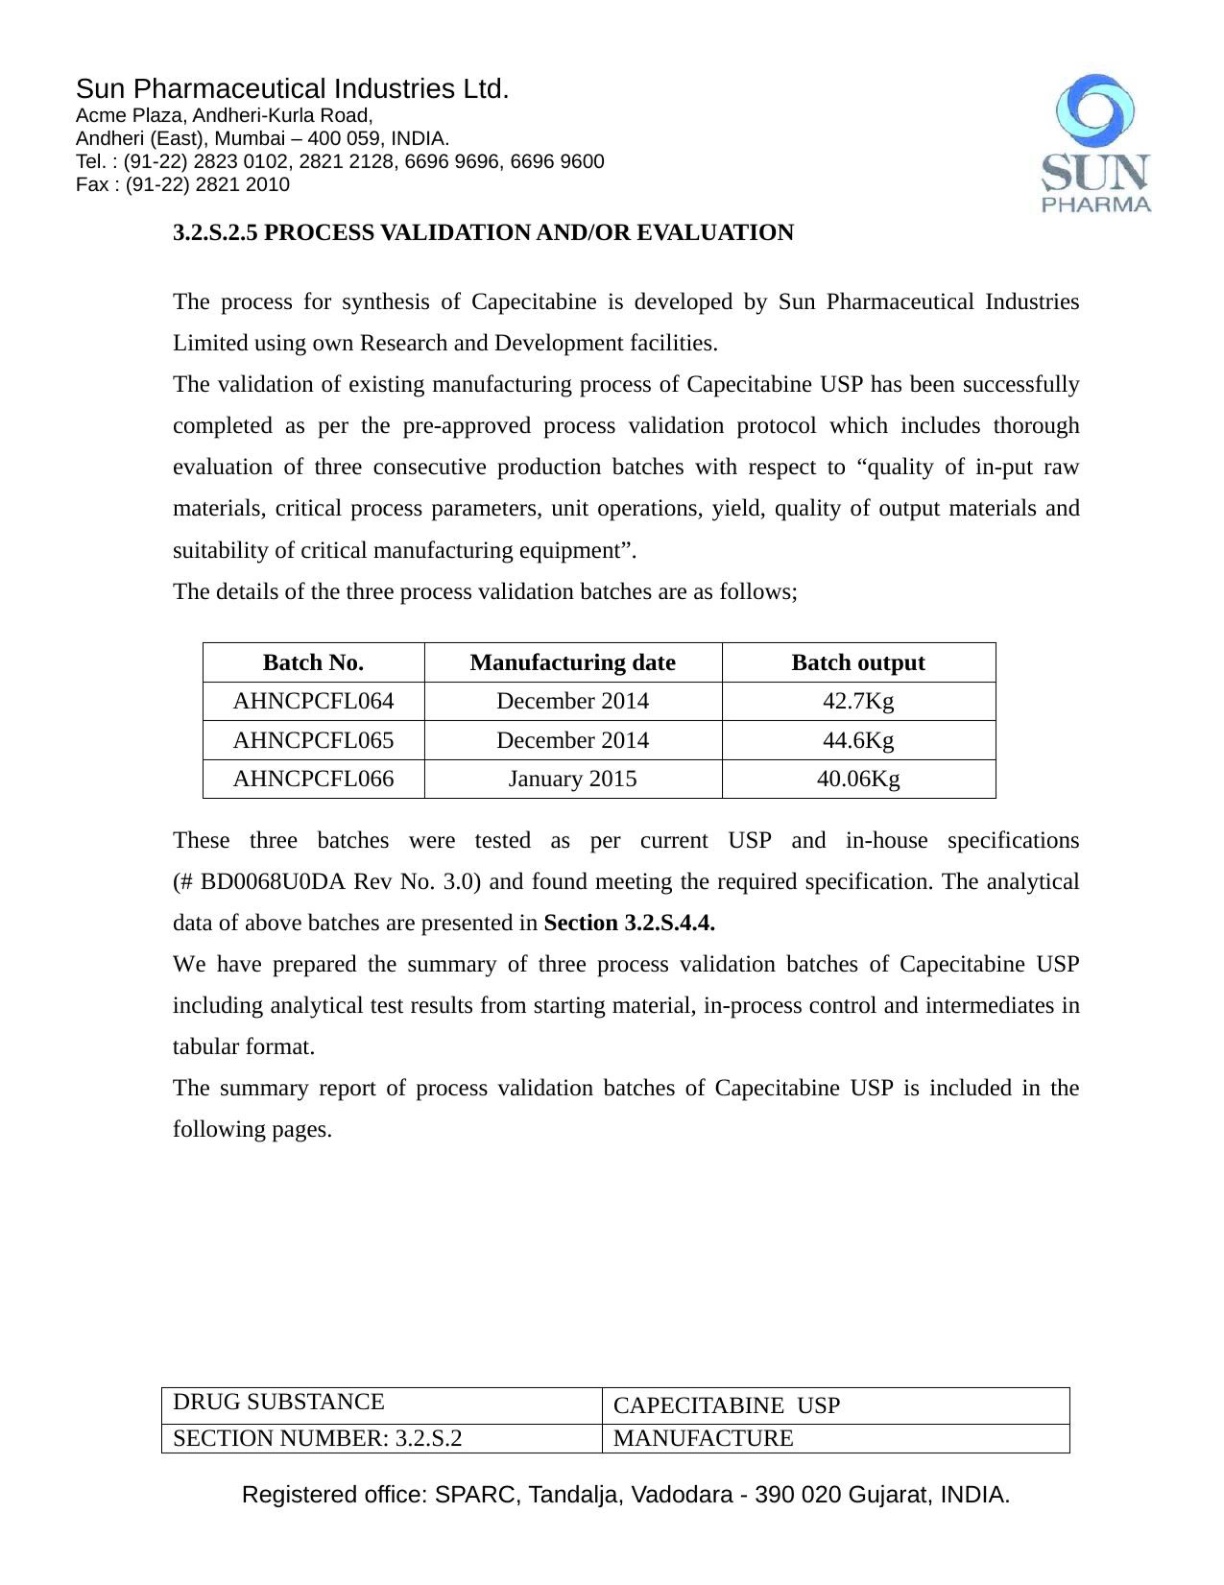 Sun Pharmaceutical Industries Ltd.
Acme Plaza, Andheri-Kurla Road,
Andheri (East), Mumbai – 400 059, INDIA.
Tel. : (91-22) 2823 0102, 2821 2128, 6696 9696, 6696 9600
Fax : (91-22) 2821 2010
SUN
PHARMA
3.2.S.2.5 PROCESS VALIDATION AND/OR EVALUATION
The process for synthesis of Capecitabine is developed by Sun Pharmaceutical Industries
Limited using own Research and Development facilities.
The validation of existing manufacturing process of Capecitabine USP has been successfully
completed as per the pre-approved process validation protocol which includes thorough
evaluation of three consecutive production batches with respect to “quality of in-put raw
materials, critical process parameters, unit operations, yield, quality of output materials and
suitability of critical manufacturing equipment”.
The details of the three process validation batches are as follows;
Batch No. Manufacturing date Batch output
AHNCPCFL064 December 2014 42.7Kg
AHNCPCFL065 December 2014 44.6Kg
AHNCPCFL066 January 2015 40.06Kg
These three batches were tested as per current USP and in-house specifications
(# BD0068U0DA Rev No. 3.0) and found meeting the required specification. The analytical
data of above batches are presented in Section 3.2.S.4.4.
We have prepared the summary of three process validation batches of Capecitabine USP
including analytical test results from starting material, in-process control and intermediates in
tabular format.
The summary report of process validation batches of Capecitabine USP is included in the
following pages.
DRUG SUBSTANCE CAPECITABINE USP
SECTION NUMBER: 3.2.S.2 MANUFACTURE
Registered office: SPARC, Tandalja, Vadodara - 390 020 Gujarat, INDIA.